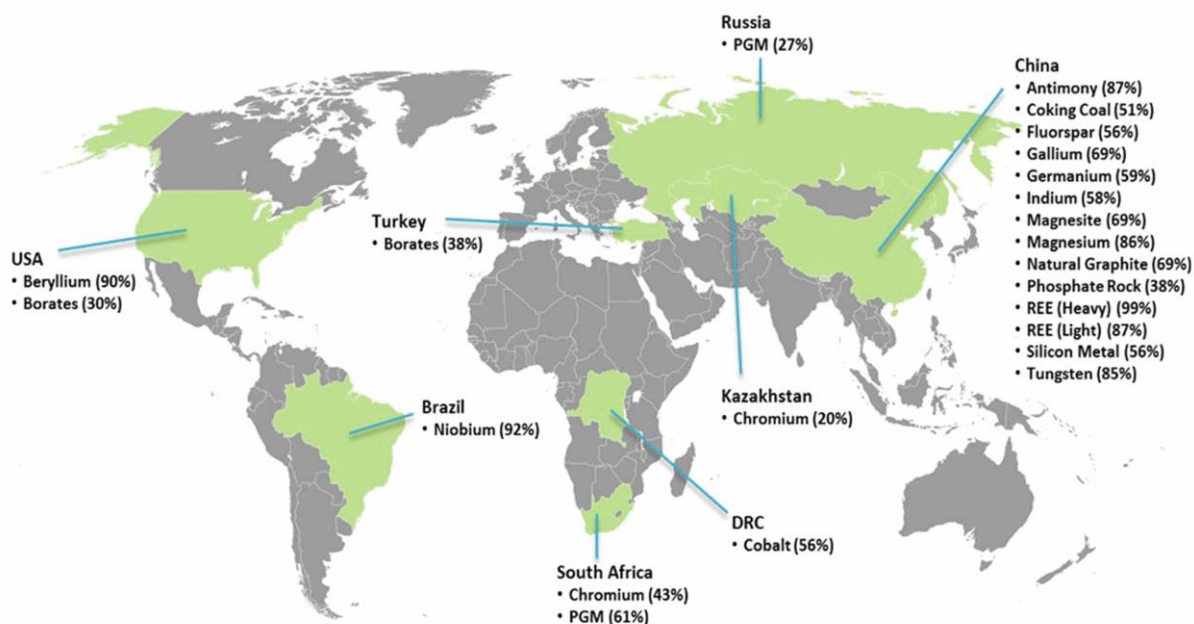 Russia
• PGM (27%)
China
• Antimony (87%)
• Coking Coal (51%)
• Fluorspar (56%)
• Gallium (69%)
• Germanium (59%)
• Indium (58%)
• Magnesite (69%)
• Magnesium (86%)
• Natural Graphite (69%)
• Phosphate Rock (38%)
• REE (Heavy) (99%)
• REE (Light) (87%)
• Silicon Metal (56%)
• Tungsten (85%)
Turkey
• Borates (38%)
USA
• Beryllium (90%)
• Borates (30%)
Kazakhstan
• Chromium (20%)
Brazil
• Niobium (92%)
DRC
• Cobalt (56%)
South Africa
• Chromium (43%)
• PGM (61%)